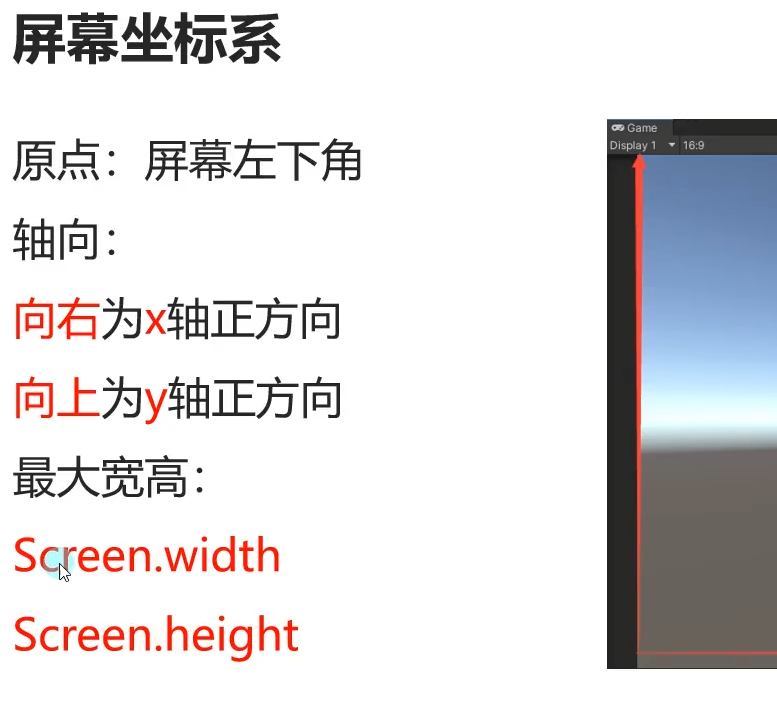 屏幕坐标系
原点：屏幕左下角
轴向：
向右为x轴正方向
向上为y轴正方向
最大宽高：
Screen.width
Screen.height
Game
Display 1 16:9